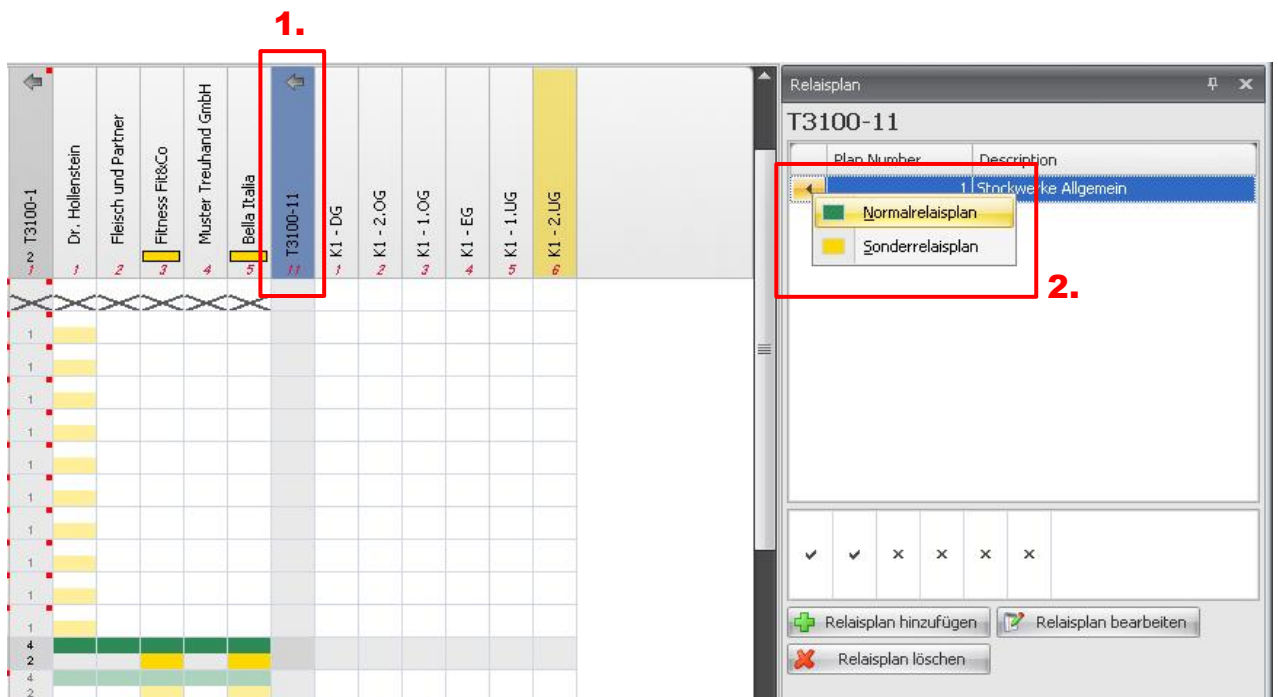 1.
T3100-1
2
1
Dr. Hollenstein
1
Fleisch und Partner
2
Fitness Fit&Co
3
Muster Treuhand GmbH
4
Bella Italia
5
T3100-11
11
K1 - DG
1
K1 - 2.OG
2
K1 - 1.OG
3
K1 - EG
4
K1 - 1.UG
5
K1 - 2.UG
6
1
1
1
1
1
1
1
1
1
1
4
2
4
2
Relaisplan
T3100-11
Plan Number Description
1 Stockwerke Allgemein
Normalrelaisplan
Sonderrelaisplan
2.
Relaisplan hinzufügen Relaisplan bearbeiten
Relaisplan löschen